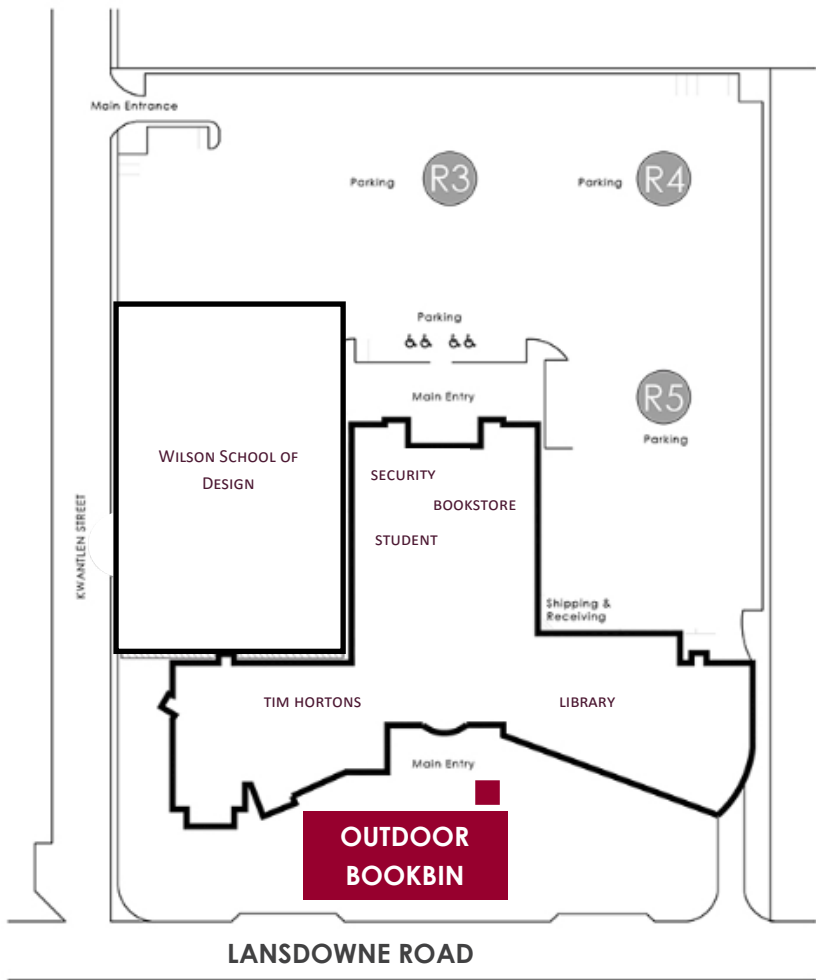 Main Entrance
Parking
R3
Parking
R4
Parking
Main Entry
R5
Parking
WILSON SCHOOL OF
DESIGN
SECURITY
BOOKSTORE
STUDENT
KWANTLEN STREET
Shipping &
Receiving
TIM HORTONS
LIBRARY
Main Entry
OUTDOOR
BOOKBIN
LANSDOWNE ROAD